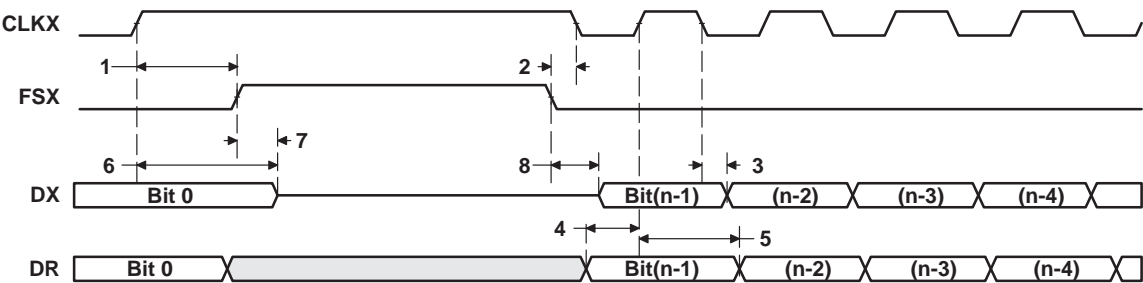 CLKX
1 2
FSX
7
6 8 3
DX Bit 0 Bit(n-1) (n-2) (n-3) (n-4)
4 5
DR Bit 0 Bit(n-1) (n-2) (n-3) (n-4)